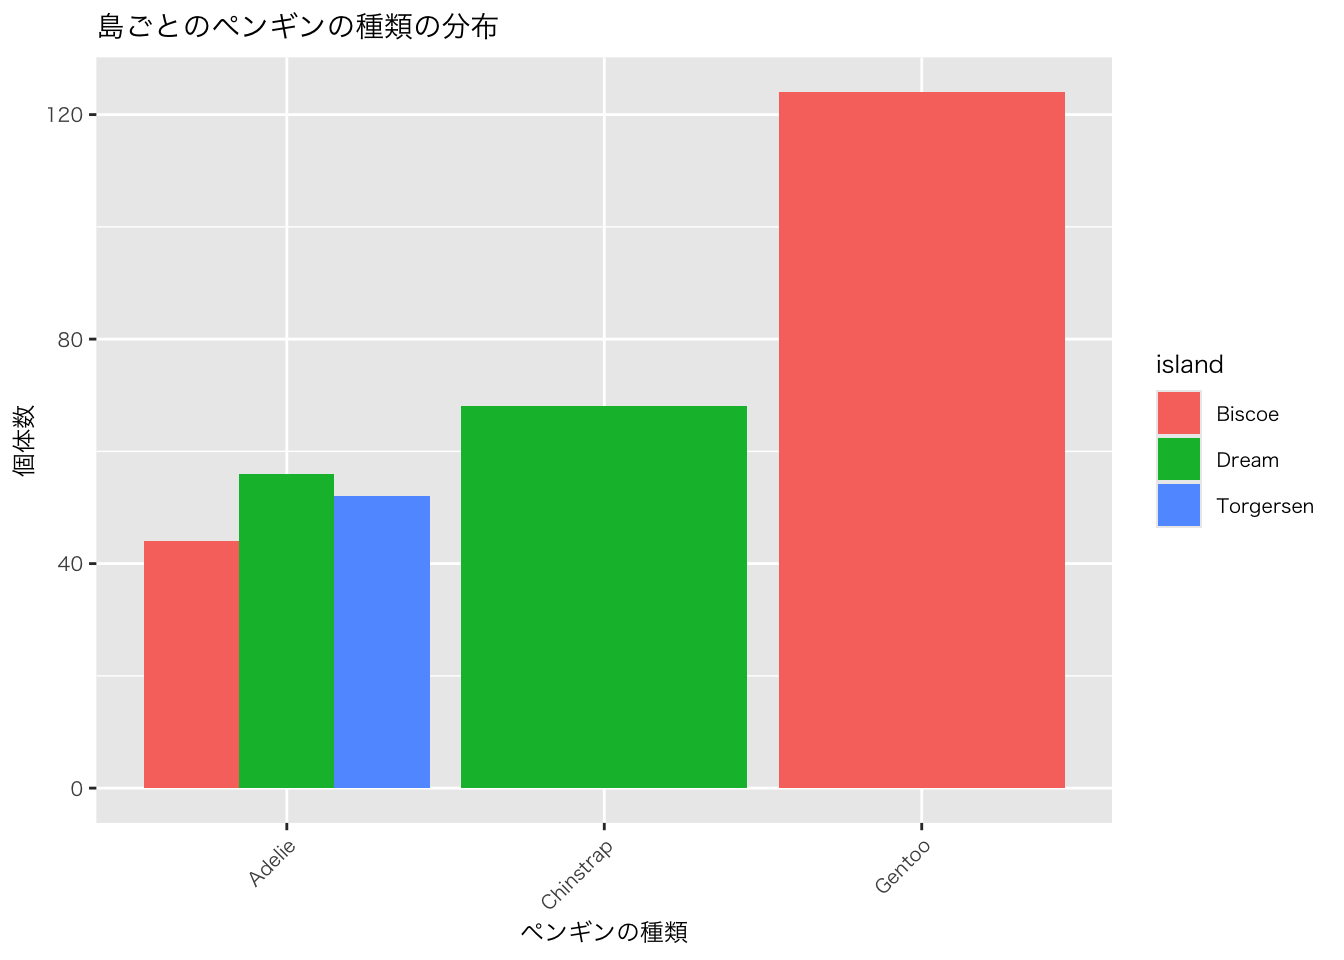 島ごとのペンギンの種類の分布
120
80
40
0
個体数
Adelie
Chinstrap
Gentoo
ペンギンの種類
island
Biscoe
Dream
Torgersen